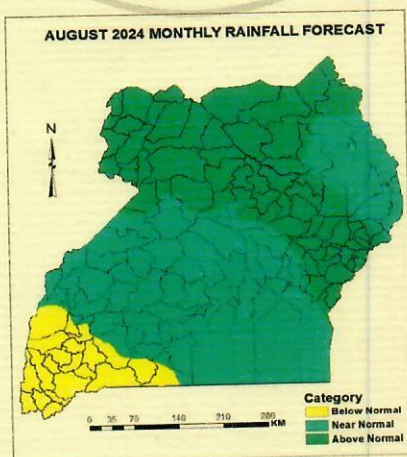 AUGUST 2024 MONTHLY RAINFALL FORECAST
N
0 35 70 140 210 280
KM
Category
Below Normal
Near Normal
Above Normal